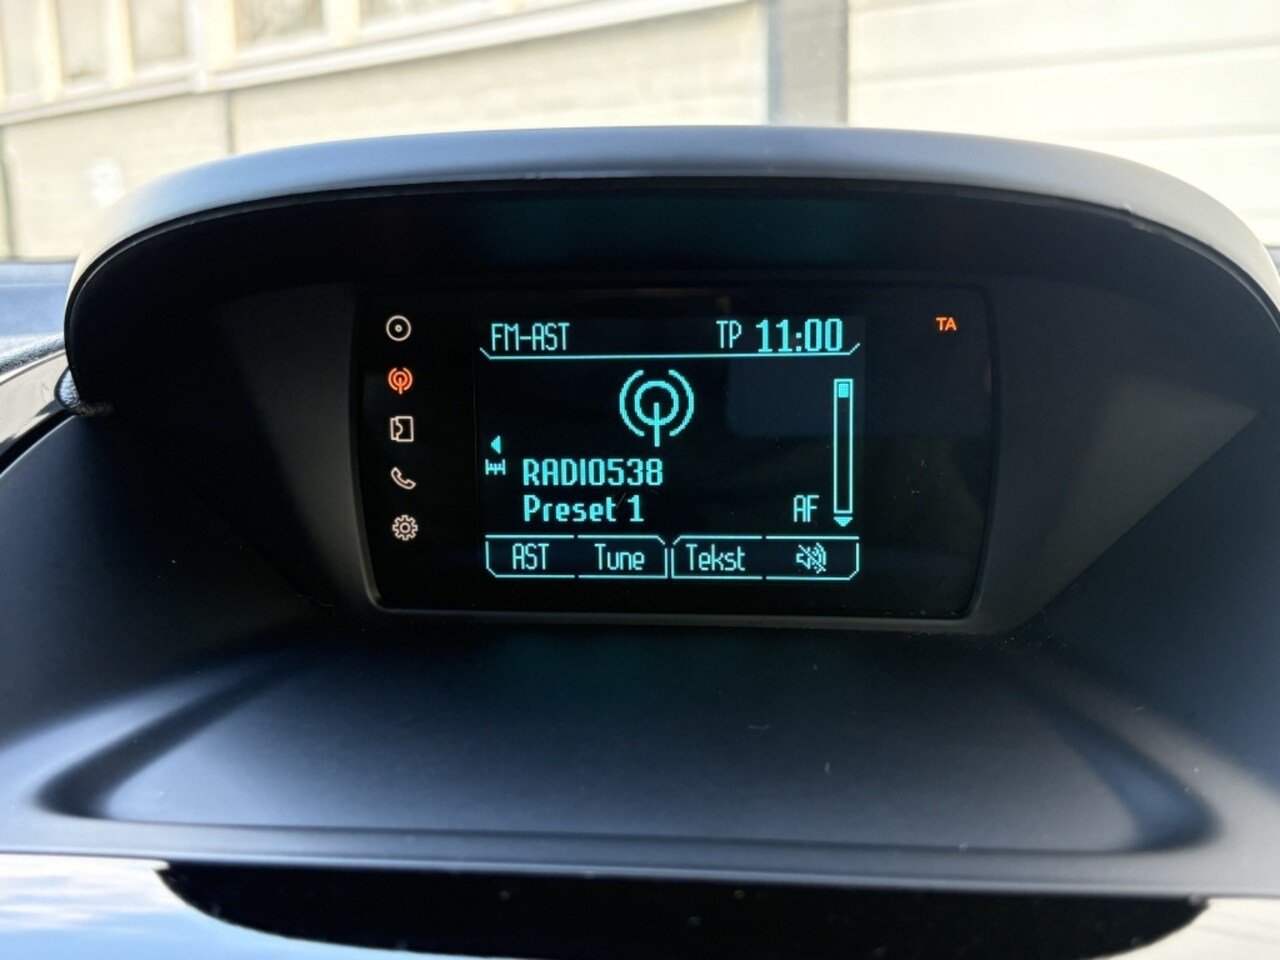 FM-AST TP 11:00
TA
RADIO538
Preset 1 AF
AST Tune Tekst